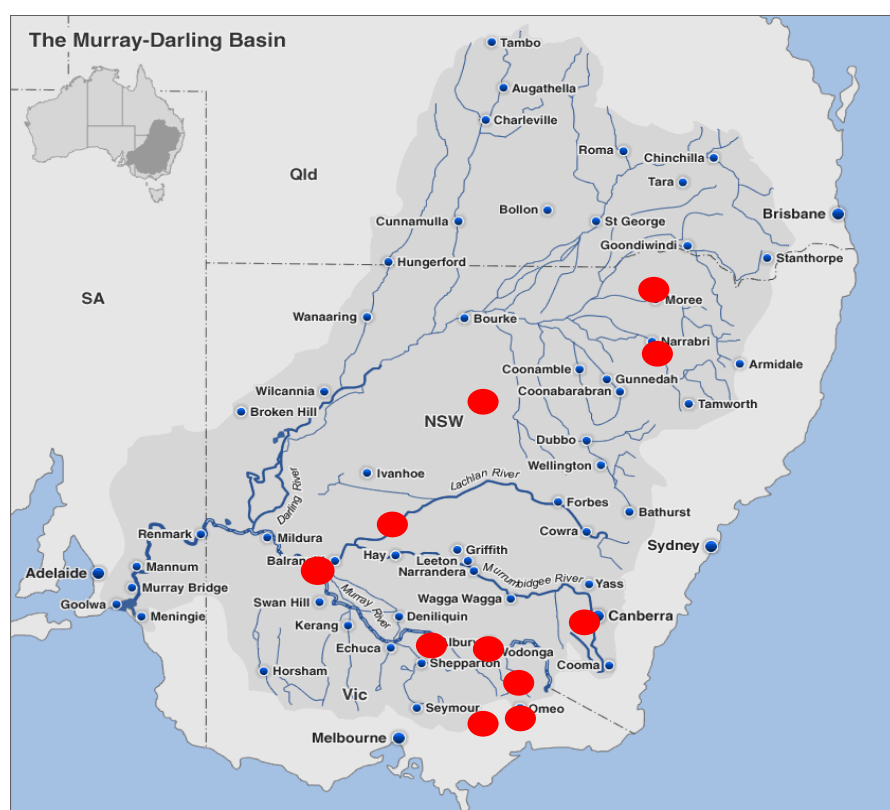 The Murray-Darling Basin
Tambo
Augathella
Charleville
Roma
Chinchilla
Qld
Tara
Bollon
Brisbane
Cunnamulla
St George
Goondiwindi
Hungerford
Stanthorpe
SA
Moree
Wanaaring
Bourke
Narrabri
Armidale
Coonamble
Gunnedah
Wilcannia
Coonabarabran
Tamworth
Broken Hill
NSW
Dubbo
Ivanhoe
Lachlan River
Wellington
Darling River
Forbes
Bathurst
Renmark
Mildura
Cowra
Sydney
Griffith
Hay
Leeton
Mannum
Narrandera
Adelaide
Murrumbidgee River
Yass
Murray Bridge
Murray River
Goolwa
Swan Hill
Wagga Wagga
Meningie
Deniliquin
Canberra
Kerang
Echuca
Shepparton
Cooma
Horsham
Vic
Seymour
Omeo
Melbourne